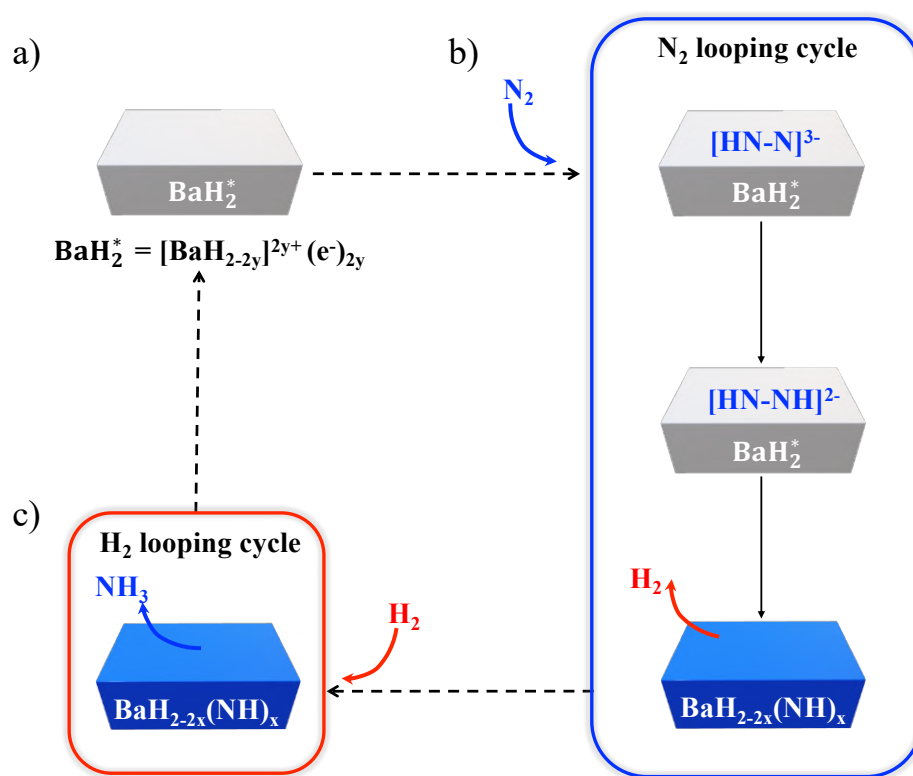 a)
BaH₂*
BaH₂* = [BaH₂₋₂y]²ʸ⁺ (e⁻)₂y
b)
N₂
N₂ looping cycle
[HN-N]³⁻
BaH₂*
[HN-NH]²⁻
BaH₂*
H₂
BaH₂₋₂ₓ(NH)ₓ
c)
H₂ looping cycle
NH₃
BaH₂₋₂ₓ(NH)ₓ
H₂